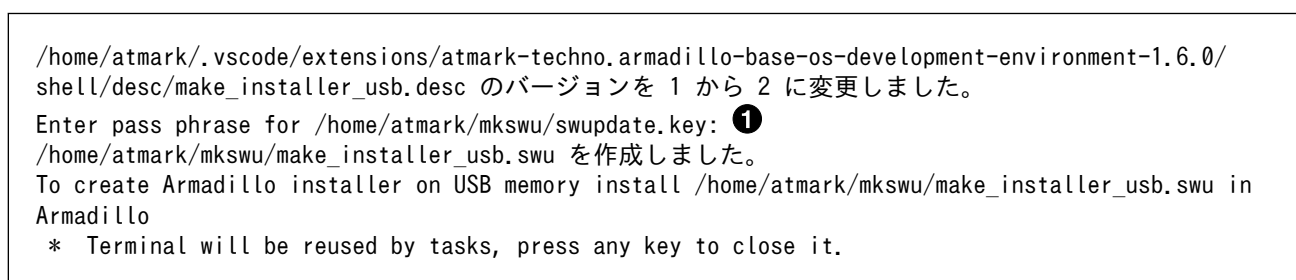 /home/atmark/.vscode/extensions/atmark-techno.armadillo-base-os-development-environment-1.6.0/
shell/desc/make_installer_usb.desc のバージョンを 1 から 2 に変更しました。
Enter pass phrase for /home/atmark/mkswu/swupdate.key: ❶
/home/atmark/mkswu/make_installer_usb.swu を作成しました。
To create Armadillo installer on USB memory install /home/atmark/mkswu/make_installer_usb.swu in
Armadillo
 *  Terminal will be reused by tasks, press any key to close it.